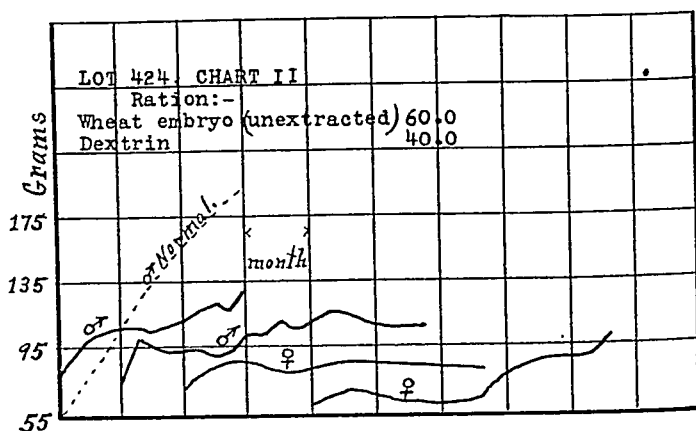 LOT 424. CHART II
Ration:-
Wheat embryo (unextracted) 60.0
Dextrin 40.0
Grams
175
135
95
55
♂ Normal.
month
♂
♂
♀
♀